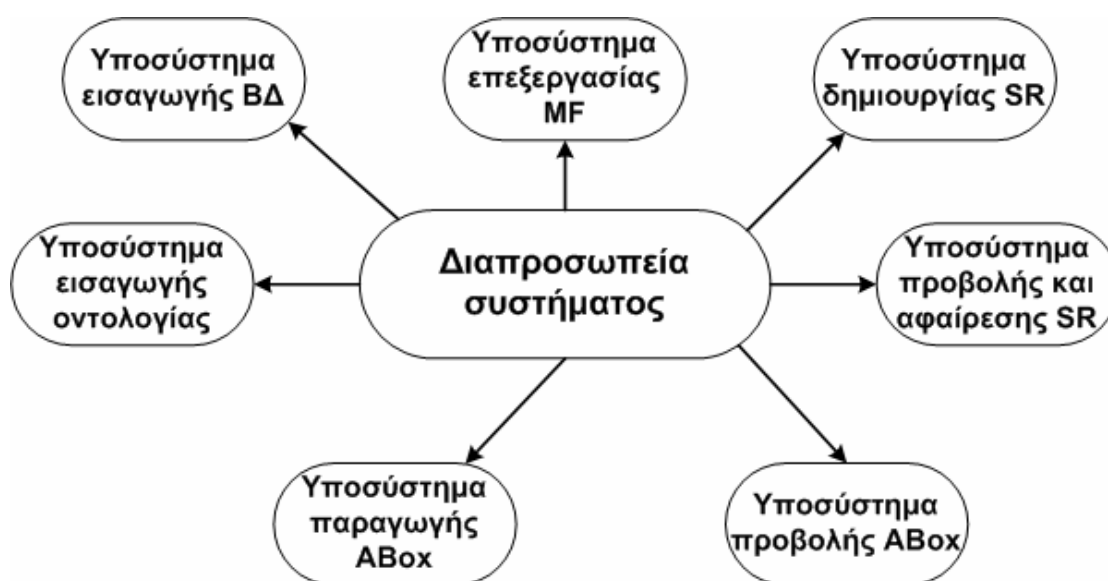 Υποσύστημα
εισαγωγής ΒΔ
Υποσύστημα
επεξεργασίας
MF
Υποσύστημα
δημιουργίας SR
Υποσύστημα
εισαγωγής
οντολογίας
Διαπροσωπεία
συστήματος
Υποσύστημα
προβολής και
αφαίρεσης SR
Υποσύστημα
παραγωγής
ABox
Υποσύστημα
προβολής ABox